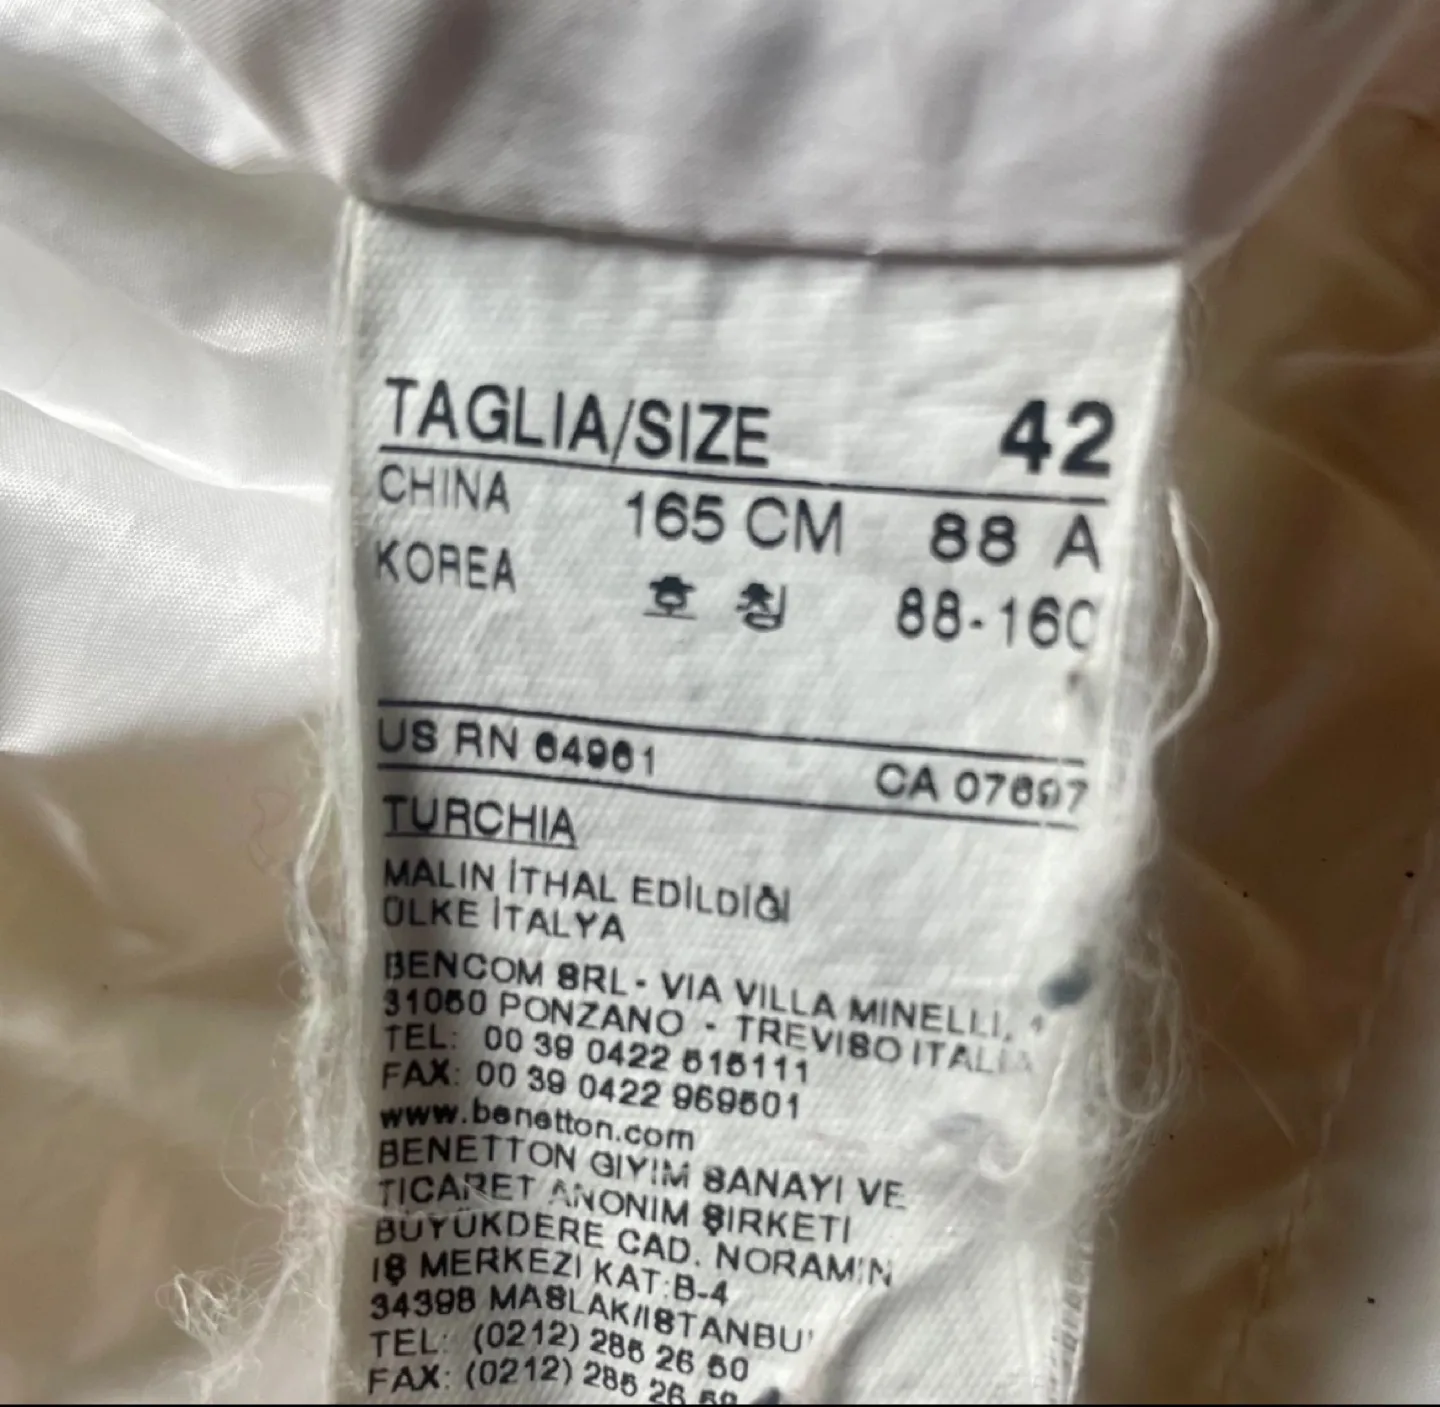 TAGLIA/SIZE 42
CHINA 165 CM 88 A
KOREA 호칭 88-160
US RN 64961 CA 07697
TURCHIA
MALIN İTHAL EDİLDİĞİ
ÜLKE İTALYA
BENCOM SRL - VIA VILLA MINELLI, 1
31050 PONZANO - TREVISO ITALIA
TEL: 00 39 0422 515111
FAX: 00 39 0422 969501
www.benetton.com
BENETTON GIYIM SANAYI VE
TICARET ANONIM ŞIRKETI
BÜYÜKDERE CAD. NORAMIN
IŞ MERKEZI KAT:B-4
34398 MASLAK/ISTANBUL
TEL: (0212) 285 26 50
FAX: (0212) 285 26